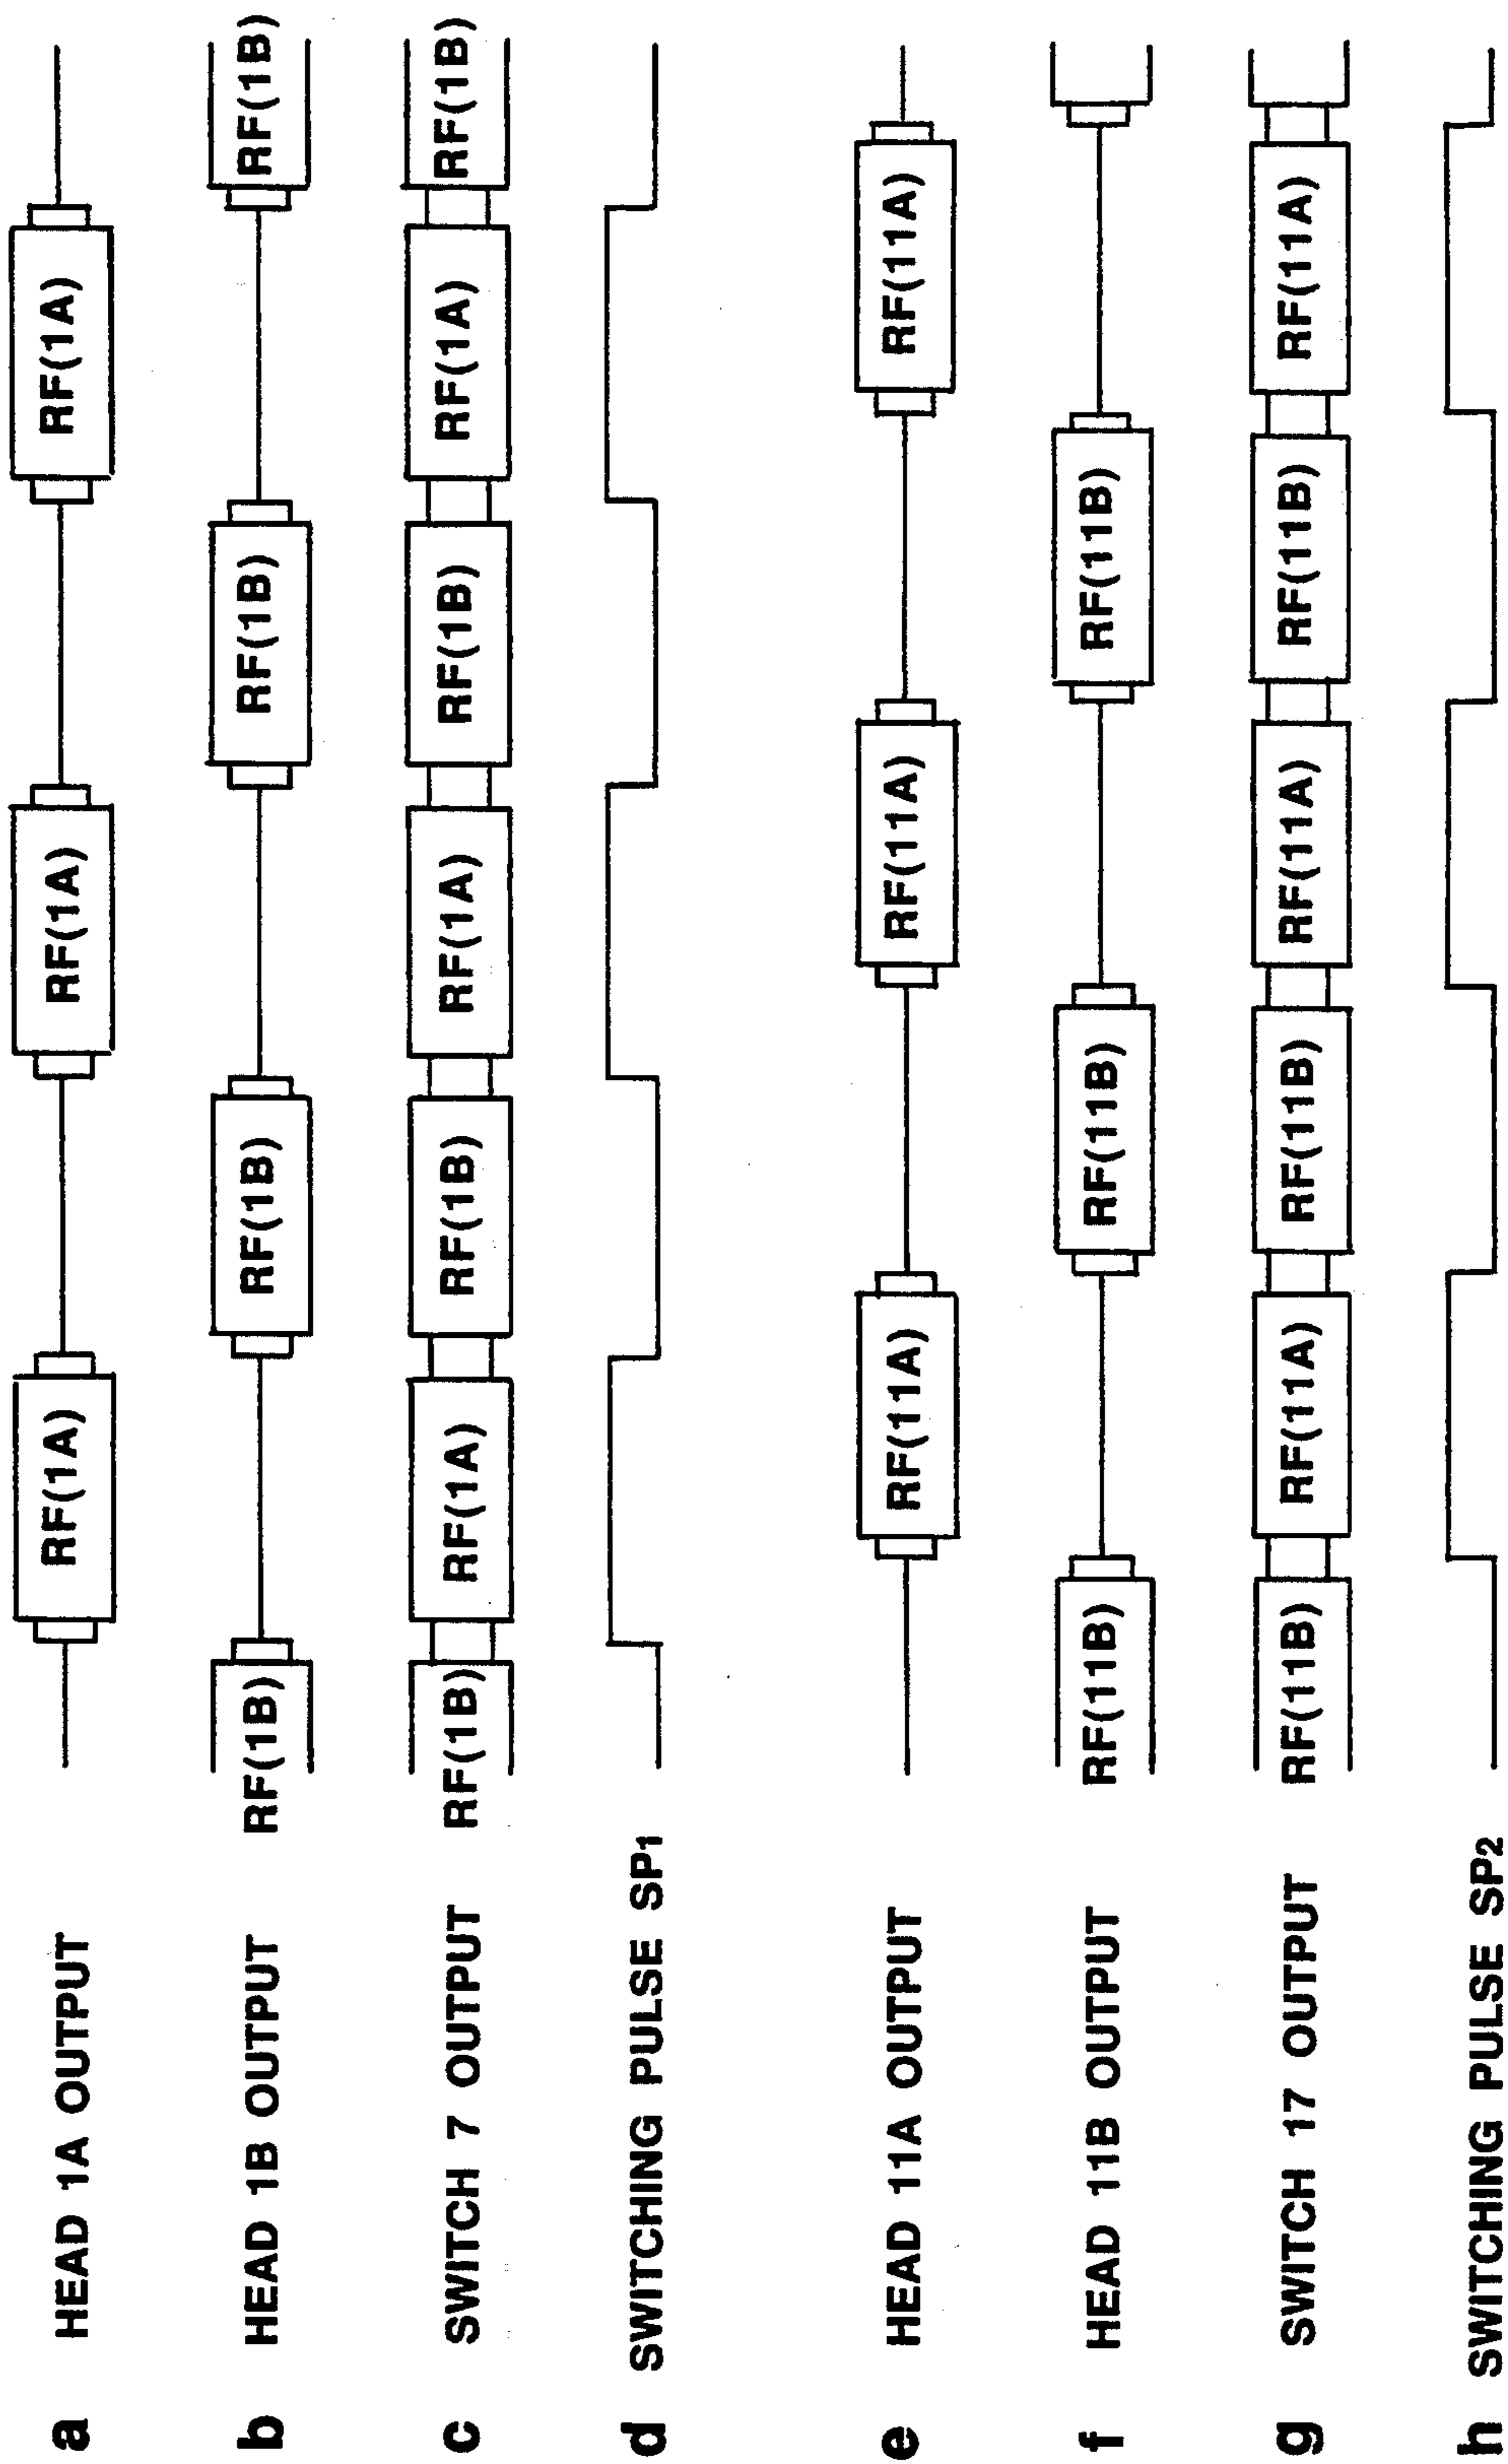 a HEAD 1A OUTPUT RF(1A) RF(1A) RF(1A)
b HEAD 1B OUTPUT RF(1B) RF(1B) RF(1B) RF(1B)
c SWITCH 7 OUTPUT RF(1B) RF(1A) RF(1B) RF(1A) RF(1B) RF(1A) RF(1B)
d SWITCHING PULSE SP1
e HEAD 11A OUTPUT RF(11A) RF(11A) RF(11A)
f HEAD 11B OUTPUT RF(11B) RF(11B) RF(11B)
g SWITCH 17 OUTPUT RF(11B) RF(11A) RF(11B) RF(11A) RF(11B) RF(11A)
h SWITCHING PULSE SP2